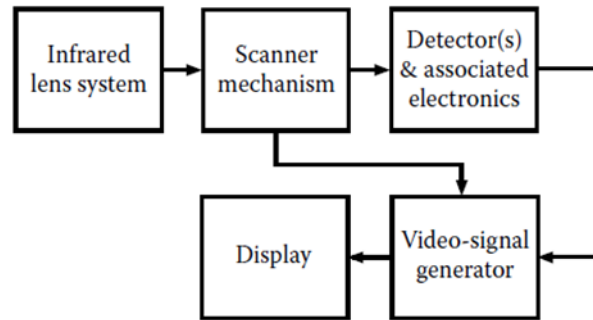 Infrared
lens system
Scanner
mechanism
Detector(s)
& associated
electronics
Display
Video-signal
generator